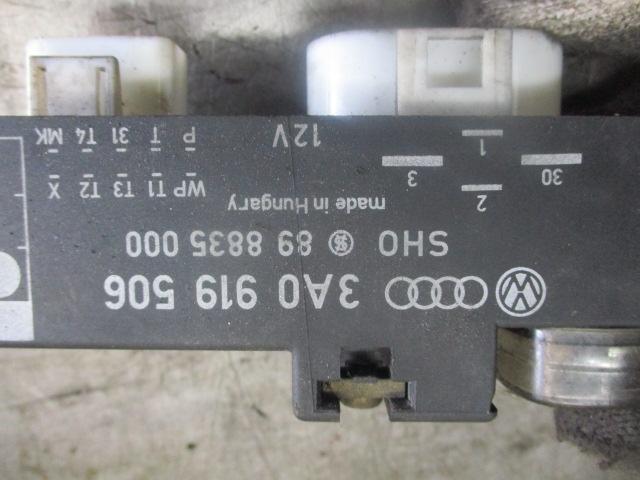 3A0 919 506
SHO 89 8835 000
made in Hungary
30 2 3 WP T1 T3 T2 X
1 12V P T 31 T4 MK